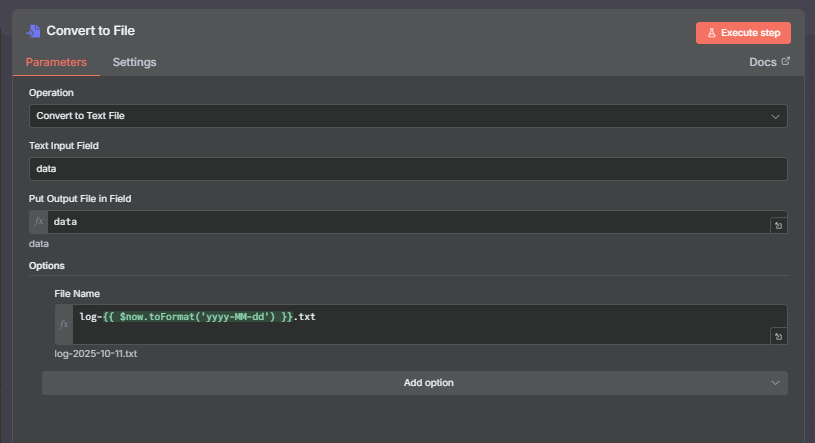 Convert to File
Execute step
Parameters Settings Docs
Operation
Convert to Text File
Text Input Field
data
Put Output File in Field
fx data
data
Options
File Name
fx log-{{ $now.toFormat('yyyy-MM-dd') }}.txt
log-2025-10-11.txt
Add option